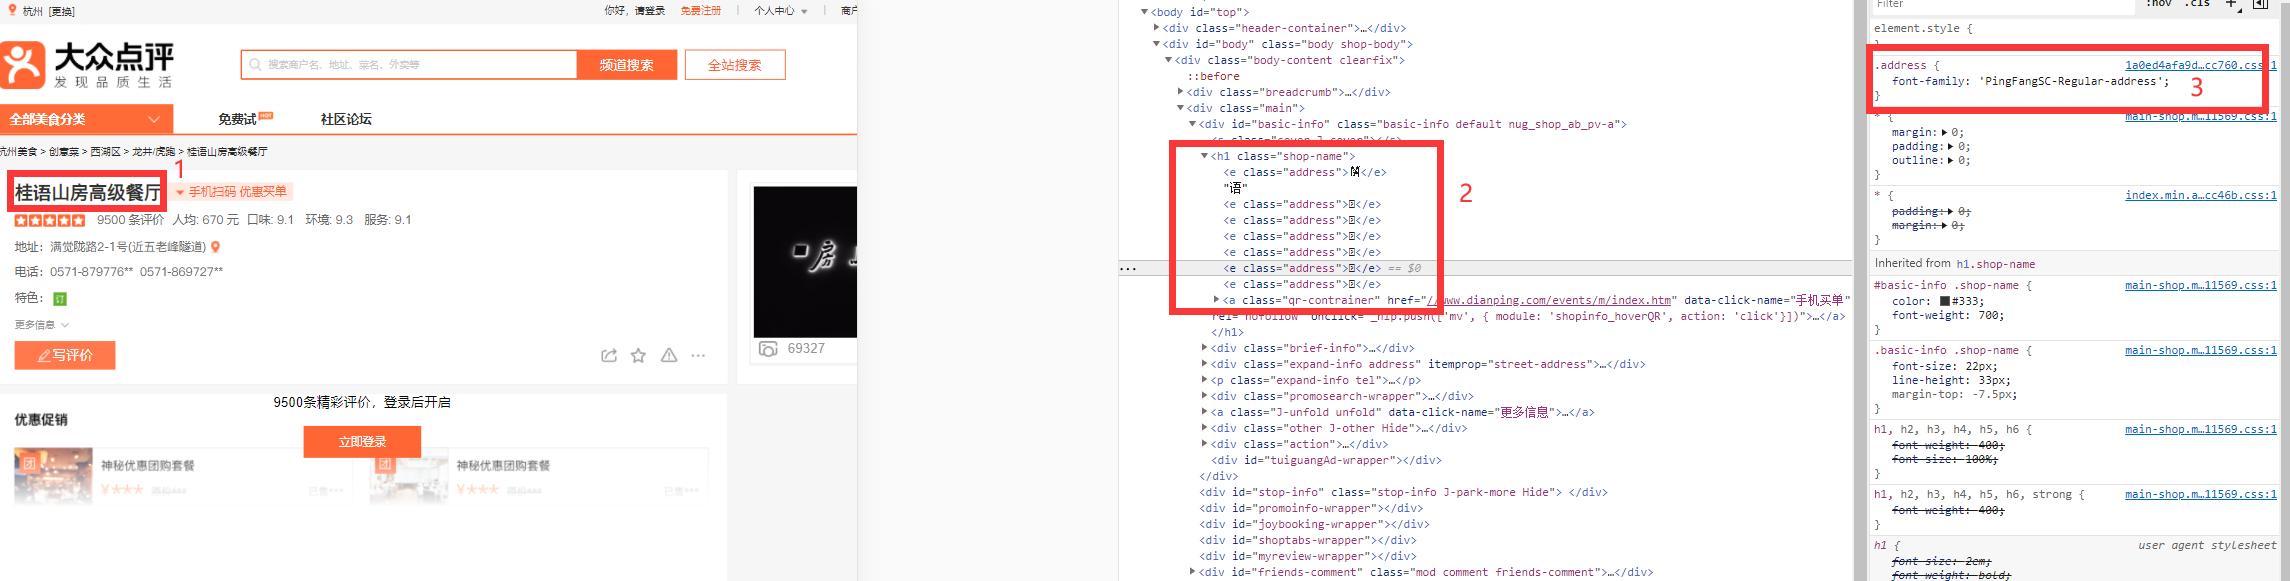 杭州 [更换] 你好，请登录 免费注册 个人中心 商户
大众点评
发现品质生活
搜索商户名、地址、菜名、外卖等 频道搜索 全站搜索
全部美食分类 免费试 HOT 社区论坛
杭州美食 > 创意菜 > 西湖区 > 龙井/虎跑 > 桂语山房高级餐厅
1
桂语山房高级餐厅 手机扫码 优惠买单
9500 条评价 人均: 670 元 口味: 9.1 环境: 9.3 服务: 9.1
地址: 满觉陇路2-1号(近五老峰隧道)
电话: 0571-879776** 0571-869727**
特色: 订
更多信息
写评价
69327
9500条精彩评价，登录后开启
优惠促销
立即登录
团 神秘优惠团购套餐
¥★★★ 已售***
团 神秘优惠团购套餐
¥★★★ 已售***
<body id="top">
<div class="header-container">…</div>
<div id="body" class="body shop-body">
<div class="body-content clearfix">
::before
<div class="breadcrumb">…</div>
<div class="main">
<div id="basic-info" class="basic-info default nug_shop_ab_pv-a">
<h1 class="shop-name">
<e class="address"></e>
"语"
<e class="address"></e>
<e class="address"></e>
<e class="address"></e>
<e class="address"></e>
<e class="address"></e> == $0
<e class="address"></e>
2
<a class="qr-contrainer" href="//www.dianping.com/events/m/index.htm" data-click-name="手机买单"
rel="nofollow" onclick="_hip.push(['mv', { module: 'shopinfo_hoverQR', action: 'click'}])">…</a>
</h1>
<div class="brief-info">…</div>
<div class="expand-info address" itemprop="street-address">…</div>
<p class="expand-info tel">…</p>
<div class="promosearch-wrapper">…</div>
<a class="J-unfold unfold" data-click-name="更多信息">…</a>
<div class="other J-other Hide">…</div>
<div class="action">…</div>
<div id="tuiguangAd-wrapper"></div>
</div>
<div id="stop-info" class="stop-info J-park-more Hide"> </div>
<div id="promoinfo-wrapper"></div>
<div id="joybooking-wrapper"></div>
<div id="shoptabs-wrapper"></div>
<div id="myreview-wrapper"></div>
<div id="friends-comment" class="mod comment friends-comment">…</div>
Filter :hov .cls +
element.style {
}
.address { 1a0ed4afa9d…cc760.css:1
font-family: 'PingFangSC-Regular-address';
}
3
* { main-shop.m…11569.css:1
margin: 0;
padding: 0;
outline: 0;
}
* { index.min.a…cc46b.css:1
padding: 0;
margin: 0;
}
Inherited from h1.shop-name
#basic-info .shop-name { main-shop.m…11569.css:1
color: #333;
font-weight: 700;
}
.basic-info .shop-name { main-shop.m…11569.css:1
font-size: 22px;
line-height: 33px;
margin-top: -7.5px;
}
h1, h2, h3, h4, h5, h6 { main-shop.m…11569.css:1
font-weight: 400;
font-size: 100%;
}
h1, h2, h3, h4, h5, h6, strong { main-shop.m…11569.css:1
font-weight: 400;
}
h1 { user agent stylesheet
font-size: 2em;
font-weight: bold;